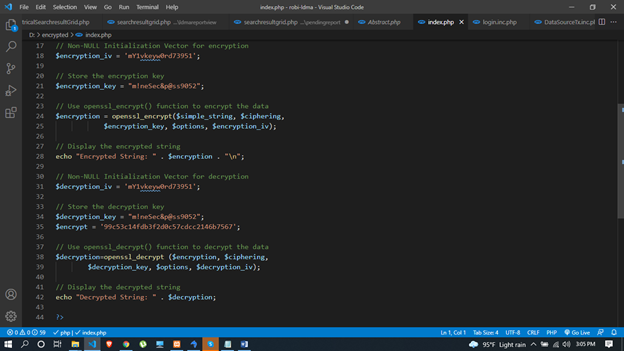 File Edit Selection View Go Run Terminal Help
index.php - robi-ldma - Visual Studio Code
tricalSearchresultGrid.php searchresultgrid.php ...\ldmareportview searchresultgrid.php ...\pendingreport Abstract.php index.php login.inc.php DataSourceTx.inc.pl
D: > encrypted > index.php
17 // Non-NULL Initialization Vector for encryption
18 $encryption_iv = 'mY1vkeyw0rd73951';
19
20 // Store the encryption key
21 $encryption_key = "m!neSec&p@ss9052";
22
23 // Use openssl_encrypt() function to encrypt the data
24 $encryption = openssl_encrypt($simple_string, $ciphering,
25 $encryption_key, $options, $encryption_iv);
26
27 // Display the encrypted string
28 echo "Encrypted String: " . $encryption . "\n";
29
30 // Non-NULL Initialization Vector for decryption
31 $decryption_iv = 'mY1vkeyw0rd73951';
32
33 // Store the decryption key
34 $decryption_key = "m!neSec&p@ss9052";
35 $encrypt = '99c53c14fdb3f2d0c57cdcc2146b7567';
36
37 // Use openssl_decrypt() function to decrypt the data
38 $decryption=openssl_decrypt ($encryption, $ciphering,
39 $decryption_key, $options, $decryption_iv);
40
41 // Display the decrypted string
42 echo "Decrypted String: " . $decryption;
43
44 ?>
0 0 59 php index.php Ln 1, Col 1 Tab Size: 4 UTF-8 CRLF PHP Go Live
95°F Light rain 3:05 PM